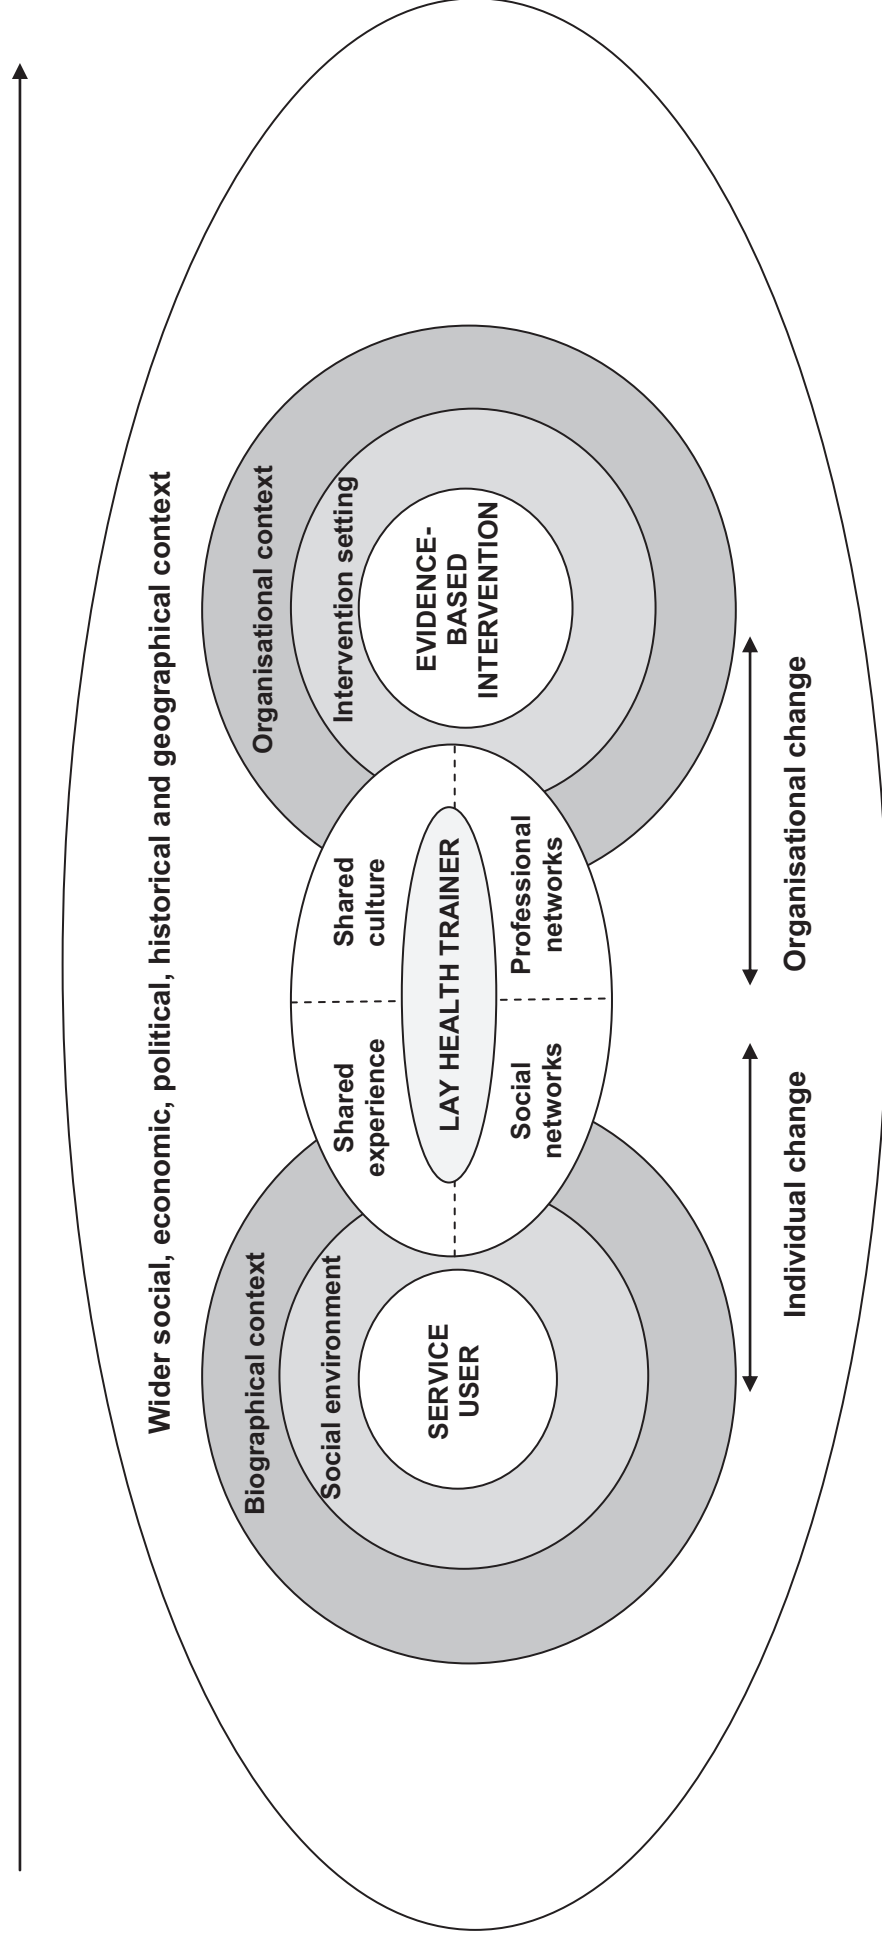 Wider social, economic, political, historical and geographical context
Biographical context
Social environment
SERVICE
USER
Shared
experience
Shared
culture
LAY HEALTH TRAINER
Social
networks
Professional
networks
Organisational context
Intervention setting
EVIDENCE-
BASED
INTERVENTION
Individual change
Organisational change